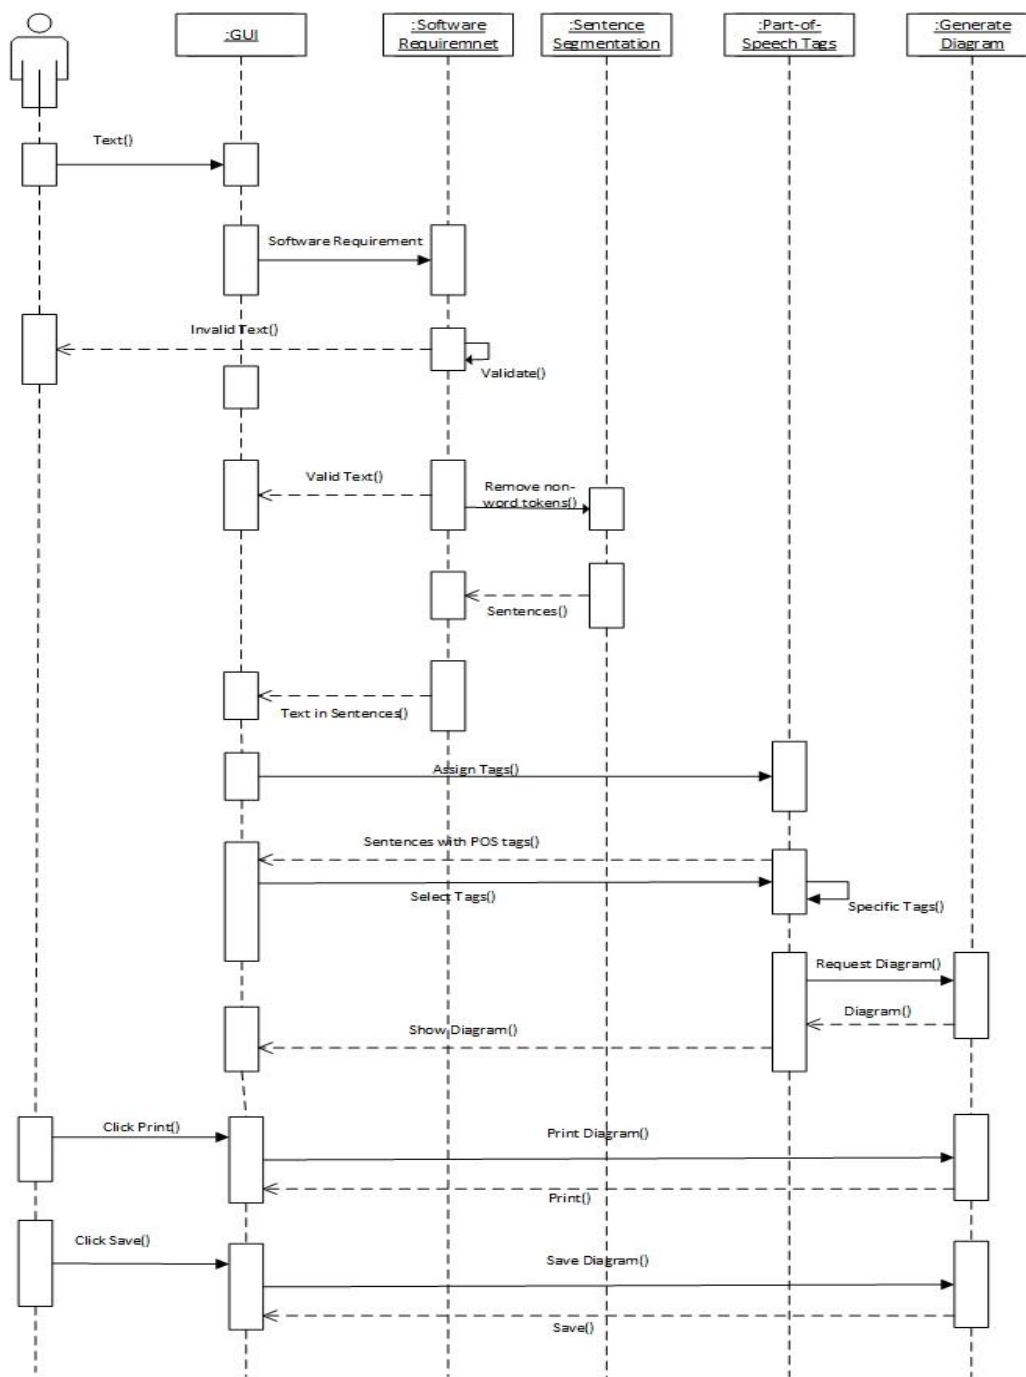 :GUI
:Software
Requiremnet
:Sentence
Segmentation
:Part-of-
Speech Tags
:Generate
Diagram
Text()
Software Requirement
Invalid Text()
Validate()
Valid Text()
Remove non-
word tokens()
Sentences()
Text in Sentences()
Assign Tags()
Sentences with POS tags()
Select Tags()
Specific Tags()
Request Diagram()
Diagram()
Show Diagram()
Click Print()
Print Diagram()
Print()
Click Save()
Save Diagram()
Save()